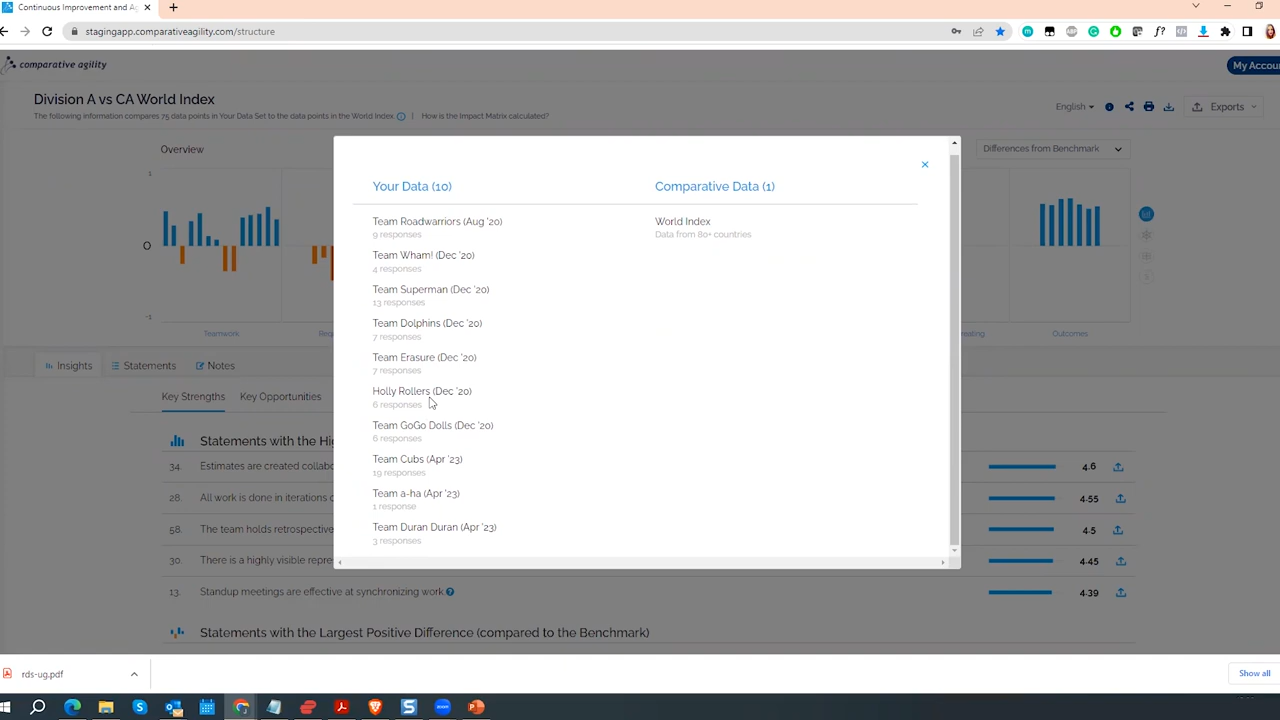 Continuous Improvement and Ag
stagingapp.comparativeagility.com/structure
comparative agility
My Accou
Division A vs CA World Index
The following information compares 75 data points in Your Data Set to the data points in the World Index. How is the Impact Matrix calculated?
English
Exports
Overview
Differences from Benchmark
Your Data (10)
Comparative Data (1)
Team Roadwarriors (Aug '20)
9 responses
World Index
Data from 80+ countries
Team Wham! (Dec '20)
4 responses
Team Superman (Dec '20)
13 responses
Team Dolphins (Dec '20)
7 responses
Team Erasure (Dec '20)
7 responses
Holly Rollers (Dec '20)
6 responses
Team GoGo Dolls (Dec '20)
6 responses
Team Cubs (Apr '23)
19 responses
Team a-ha (Apr '23)
1 response
Team Duran Duran (Apr '23)
3 responses
1
0
-1
Teamwork
Req
eating
Outcomes
Insights
Statements
Notes
Key Strengths
Key Opportunities
Statements with the Hig
34. Estimates are created collabo
4.6
28. All work is done in iterations o
4.55
58. The team holds retrospective
4.5
30. There is a highly visible repre
4.45
13. Standup meetings are effective at synchronizing work
4.39
Statements with the Largest Positive Difference (compared to the Benchmark)
rds-ug.pdf
Show all